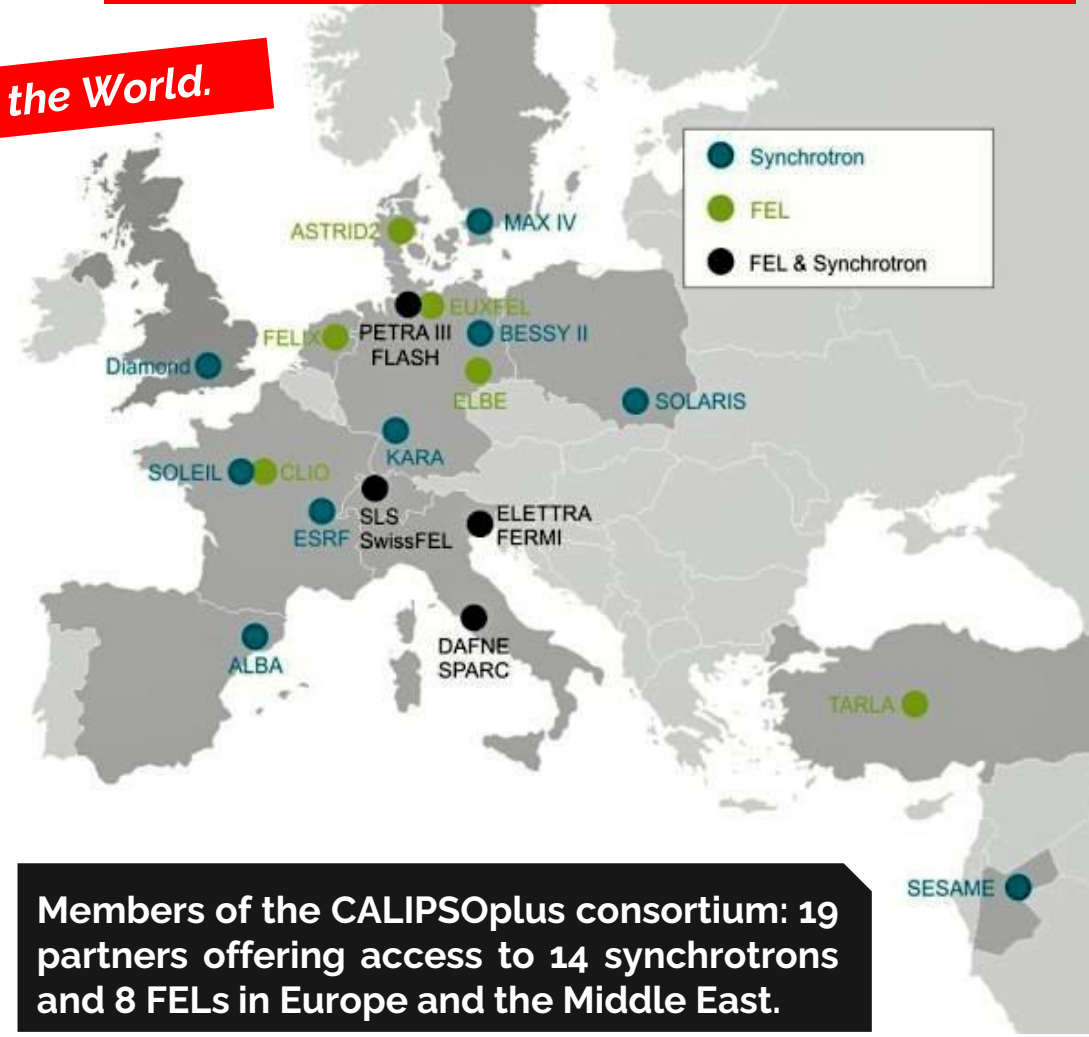 the World.
Synchrotron
FEL
FEL & Synchrotron
ASTRID2
MAX IV
EUXFEL
FELIX
PETRA III
FLASH
BESSY II
Diamond
ELBE
SOLARIS
KARA
SOLEIL
CLIO
ESRF
SLS
SwissFEL
ELETTRA
FERMI
DAFNE
SPARC
ALBA
TARLA
SESAME
Members of the CALIPSOplus consortium: 19
partners offering access to 14 synchrotrons
and 8 FELs in Europe and the Middle East.